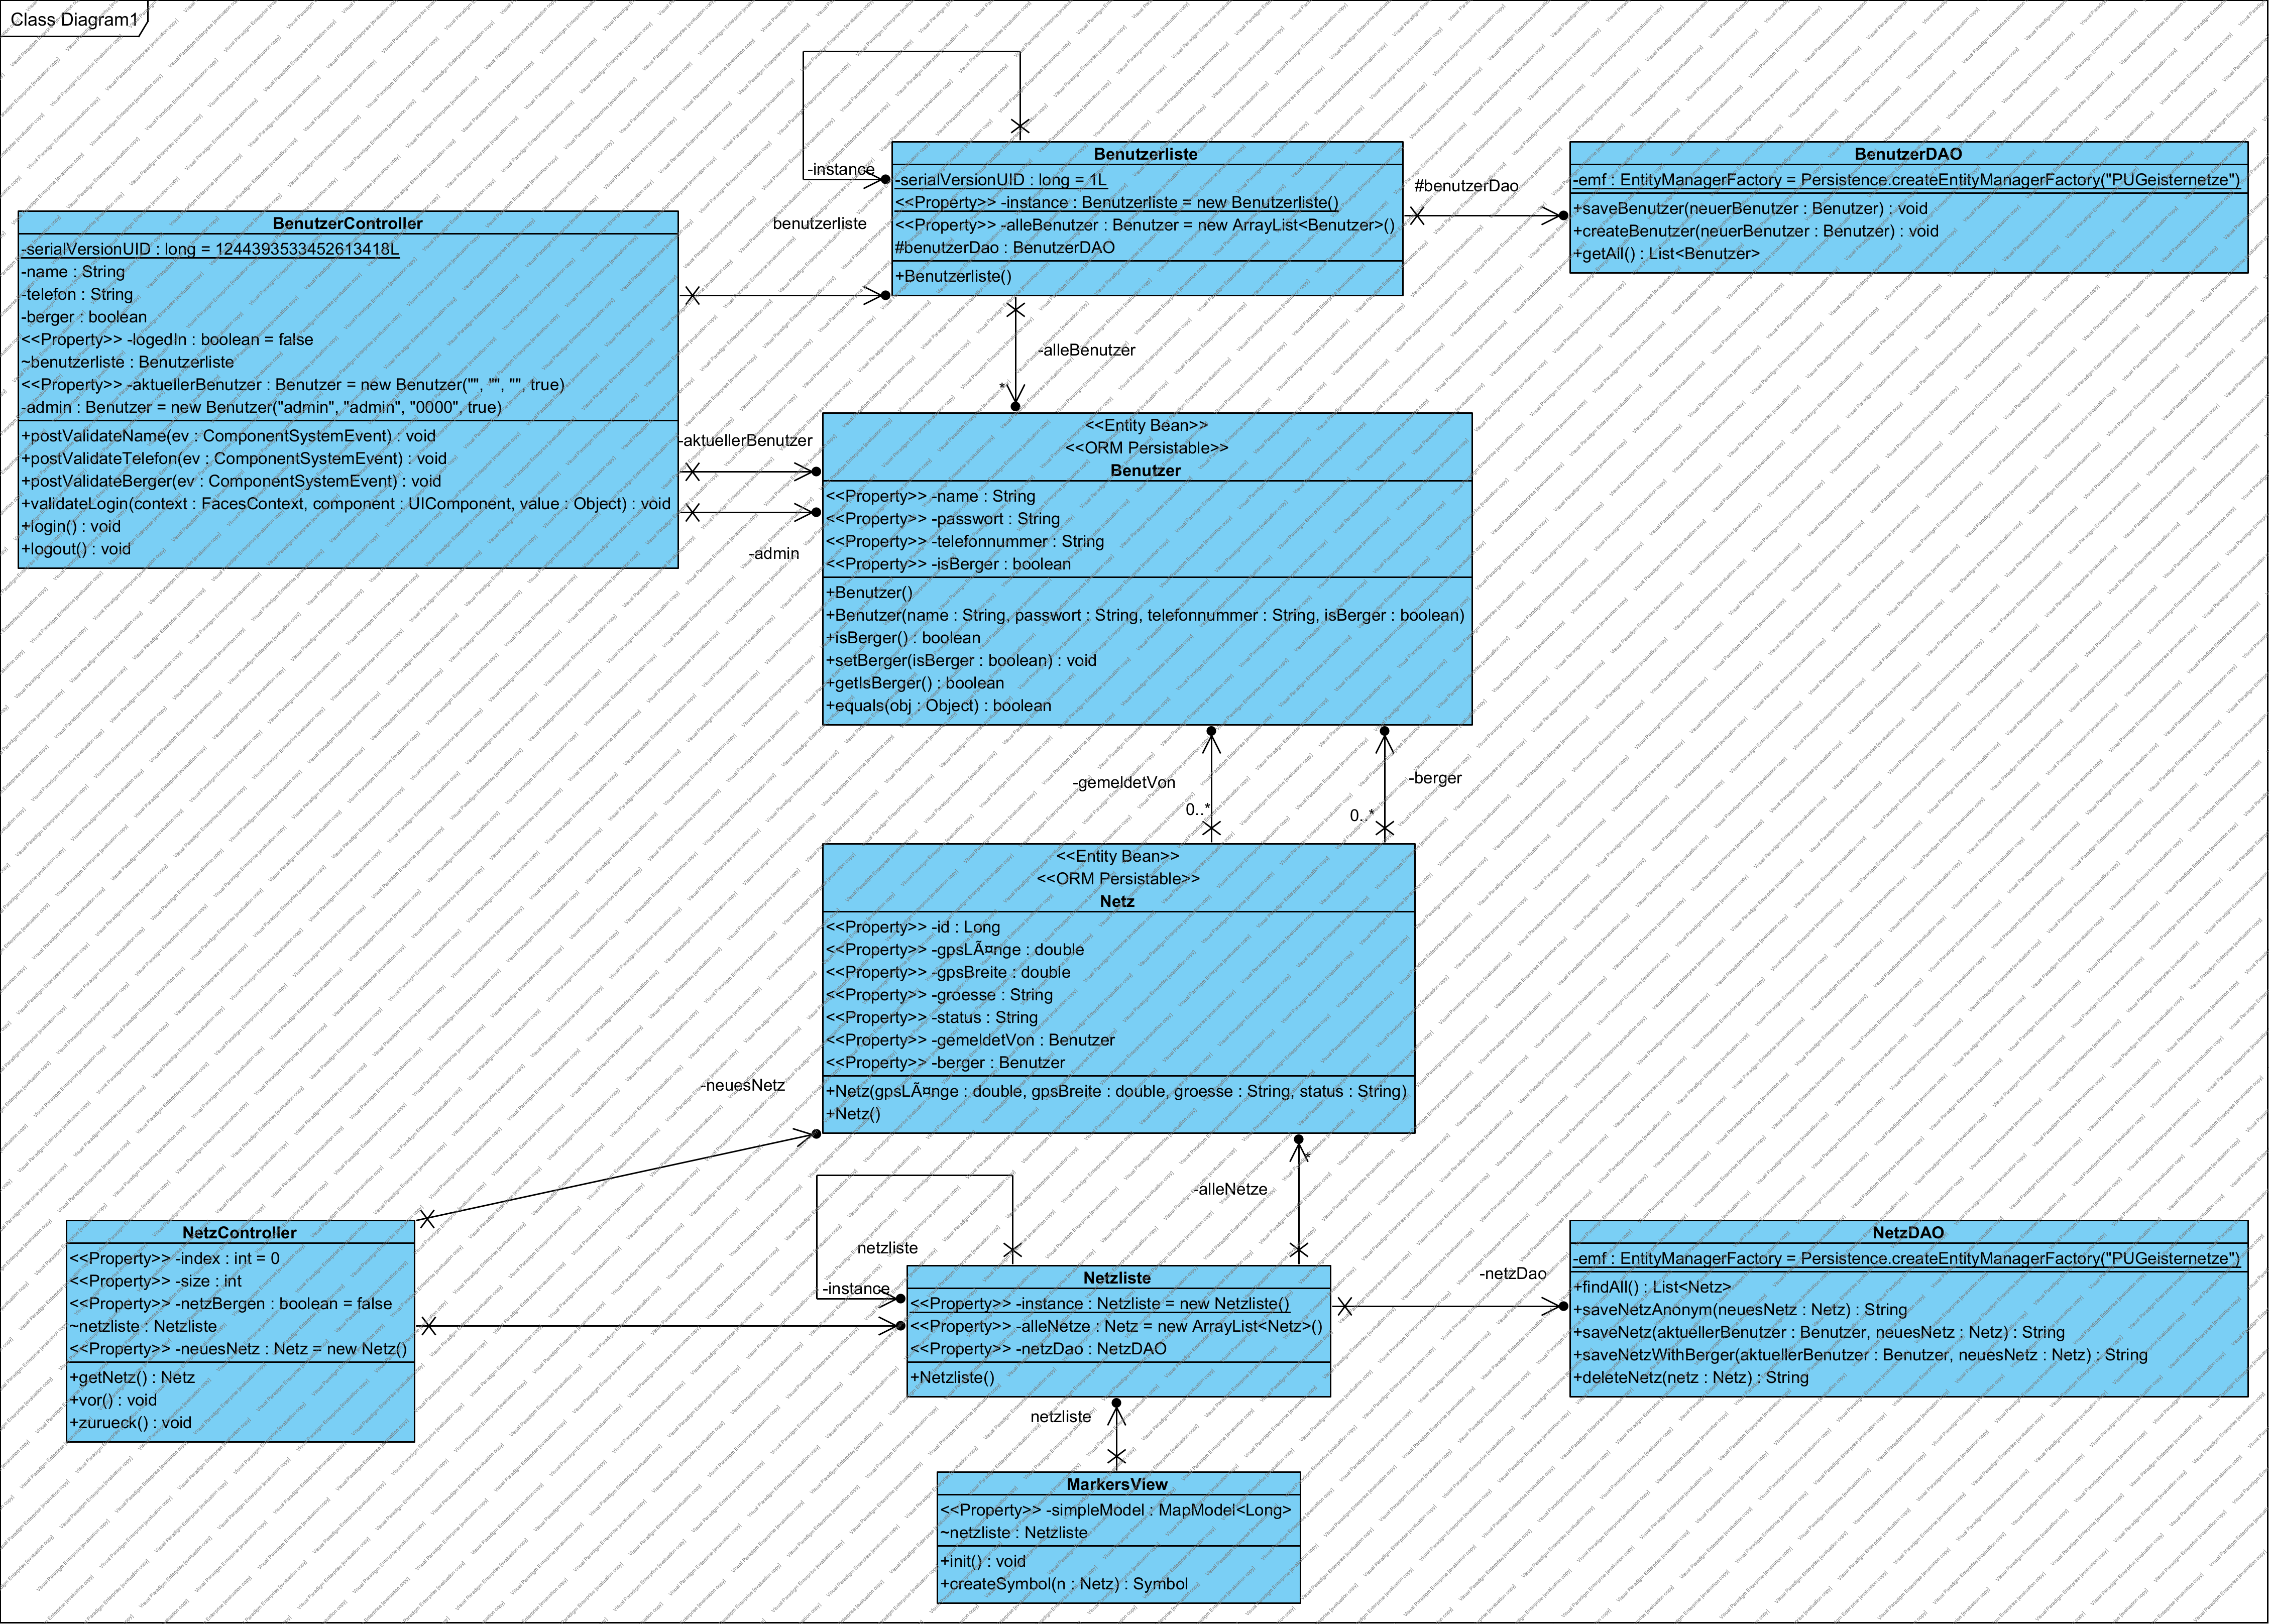 Class Diagram1
-instance
Benutzerliste
-serialVersionUID : long = 1L
<<Property>> -instance : Benutzerliste = new Benutzerliste()
<<Property>> -alleBenutzer : Benutzer = new ArrayList<Benutzer>()
#benutzerDao : BenutzerDAO
+Benutzerliste()
#benutzerDao
BenutzerDAO
-emf : EntityManagerFactory = Persistence.createEntityManagerFactory("PUGeisternetze")
+saveBenutzer(neuerBenutzer : Benutzer) : void
+createBenutzer(neuerBenutzer : Benutzer) : void
+getAll() : List<Benutzer>
benutzerliste
BenutzerController
-serialVersionUID : long = 1244393533452613418L
-name : String
-telefon : String
-berger : boolean
<<Property>> -logedIn : boolean = false
~benutzerliste : Benutzerliste
<<Property>> -aktuellerBenutzer : Benutzer = new Benutzer("", "", "", true)
-admin : Benutzer = new Benutzer("admin", "admin", "0000", true)
+postValidateName(ev : ComponentSystemEvent) : void
+postValidateTelefon(ev : ComponentSystemEvent) : void
+postValidateBerger(ev : ComponentSystemEvent) : void
+validateLogin(context : FacesContext, component : UIComponent, value : Object) : void
+login() : void
+logout() : void
-alleBenutzer
*
-aktuellerBenutzer
-admin
<<Entity Bean>>
<<ORM Persistable>>
Benutzer
<<Property>> -name : String
<<Property>> -passwort : String
<<Property>> -telefonnummer : String
<<Property>> -isBerger : boolean
+Benutzer()
+Benutzer(name : String, passwort : String, telefonnummer : String, isBerger : boolean)
+isBerger() : boolean
+setBerger(isBerger : boolean) : void
+getIsBerger() : boolean
+equals(obj : Object) : boolean
-gemeldetVon
0..*
-berger
0..*
<<Entity Bean>>
<<ORM Persistable>>
Netz
<<Property>> -id : Long
<<Property>> -gpsLÃ¤nge : double
<<Property>> -gpsBreite : double
<<Property>> -groesse : String
<<Property>> -status : String
<<Property>> -gemeldetVon : Benutzer
<<Property>> -berger : Benutzer
+Netz(gpsLÃ¤nge : double, gpsBreite : double, groesse : String, status : String)
+Netz()
-neuesNetz
*
-alleNetze
NetzController
<<Property>> -index : int = 0
<<Property>> -size : int
<<Property>> -netzBergen : boolean = false
~netzliste : Netzliste
<<Property>> -neuesNetz : Netz = new Netz()
+getNetz() : Netz
+vor() : void
+zurueck() : void
netzliste
-instance
Netzliste
<<Property>> -instance : Netzliste = new Netzliste()
<<Property>> -alleNetze : Netz = new ArrayList<Netz>()
<<Property>> -netzDao : NetzDAO
+Netzliste()
-netzDao
NetzDAO
-emf : EntityManagerFactory = Persistence.createEntityManagerFactory("PUGeisternetze")
+findAll() : List<Netz>
+saveNetzAnonym(neuesNetz : Netz) : String
+saveNetz(aktuellerBenutzer : Benutzer, neuesNetz : Netz) : String
+saveNetzWithBerger(aktuellerBenutzer : Benutzer, neuesNetz : Netz) : String
+deleteNetz(netz : Netz) : String
netzliste
MarkersView
<<Property>> -simpleModel : MapModel<Long>
~netzliste : Netzliste
+init() : void
+createSymbol(n : Netz) : Symbol
Visual Paradigm Enterprise [evaluation copy]